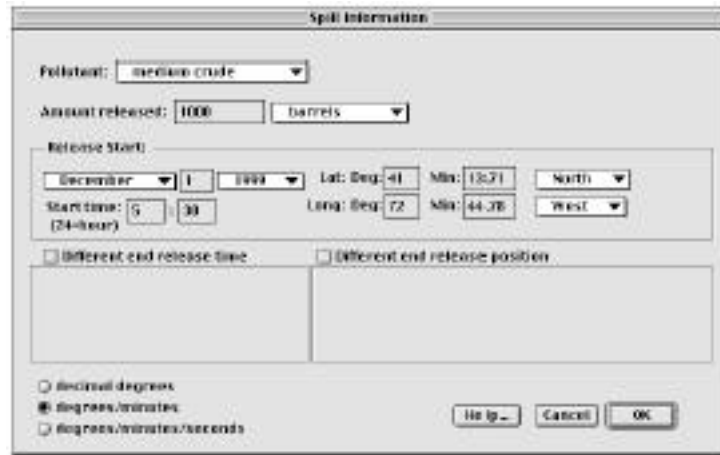 Spill Information
Pollutant: medium crude
Amount released: 1000 barrels
Release Start:
December 1 1999 Lat: Deg: 41 Min: 13.71 North
Start time: 5 : 30 Long: Deg: 72 Min: 44.78 West
(24-hour)
Different end release time Different end release position
decimal degrees
degrees/minutes
degrees/minutes/seconds
Help... Cancel OK